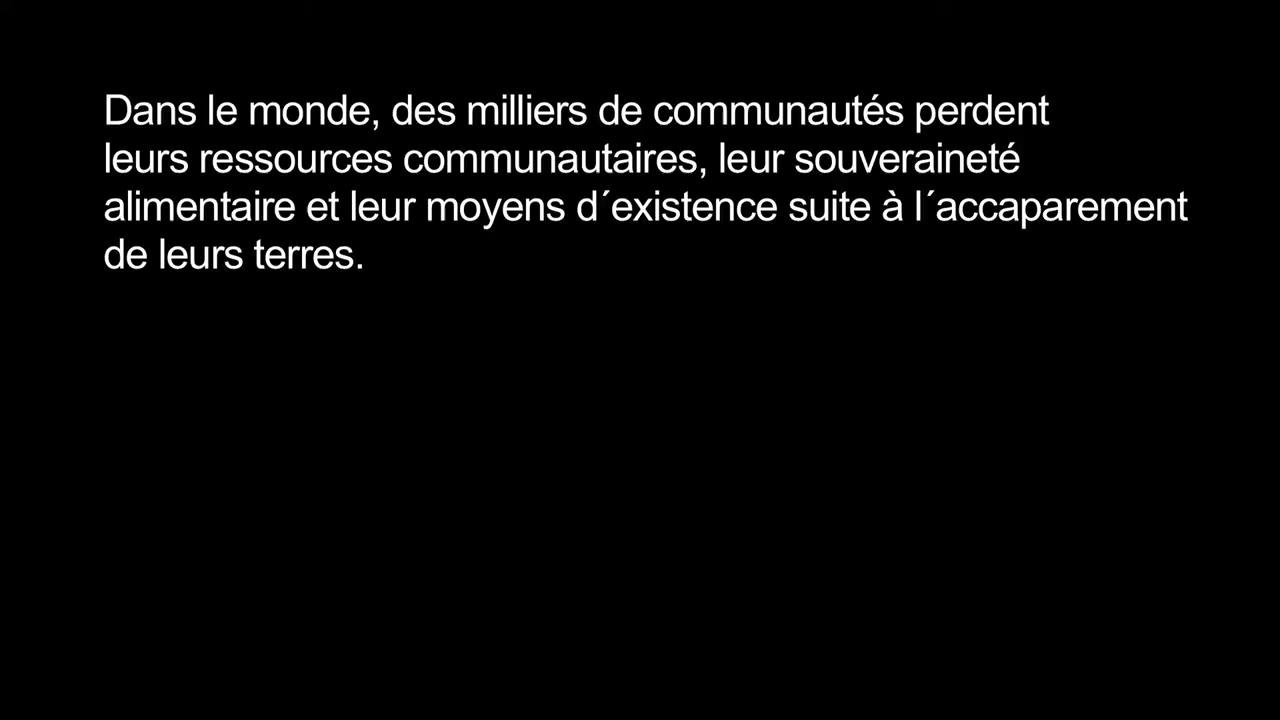 Dans le monde, des milliers de communautés perdent
leurs ressources communautaires, leur souveraineté
alimentaire et leur moyens d´existence suite à l´accaparement
de leurs terres.